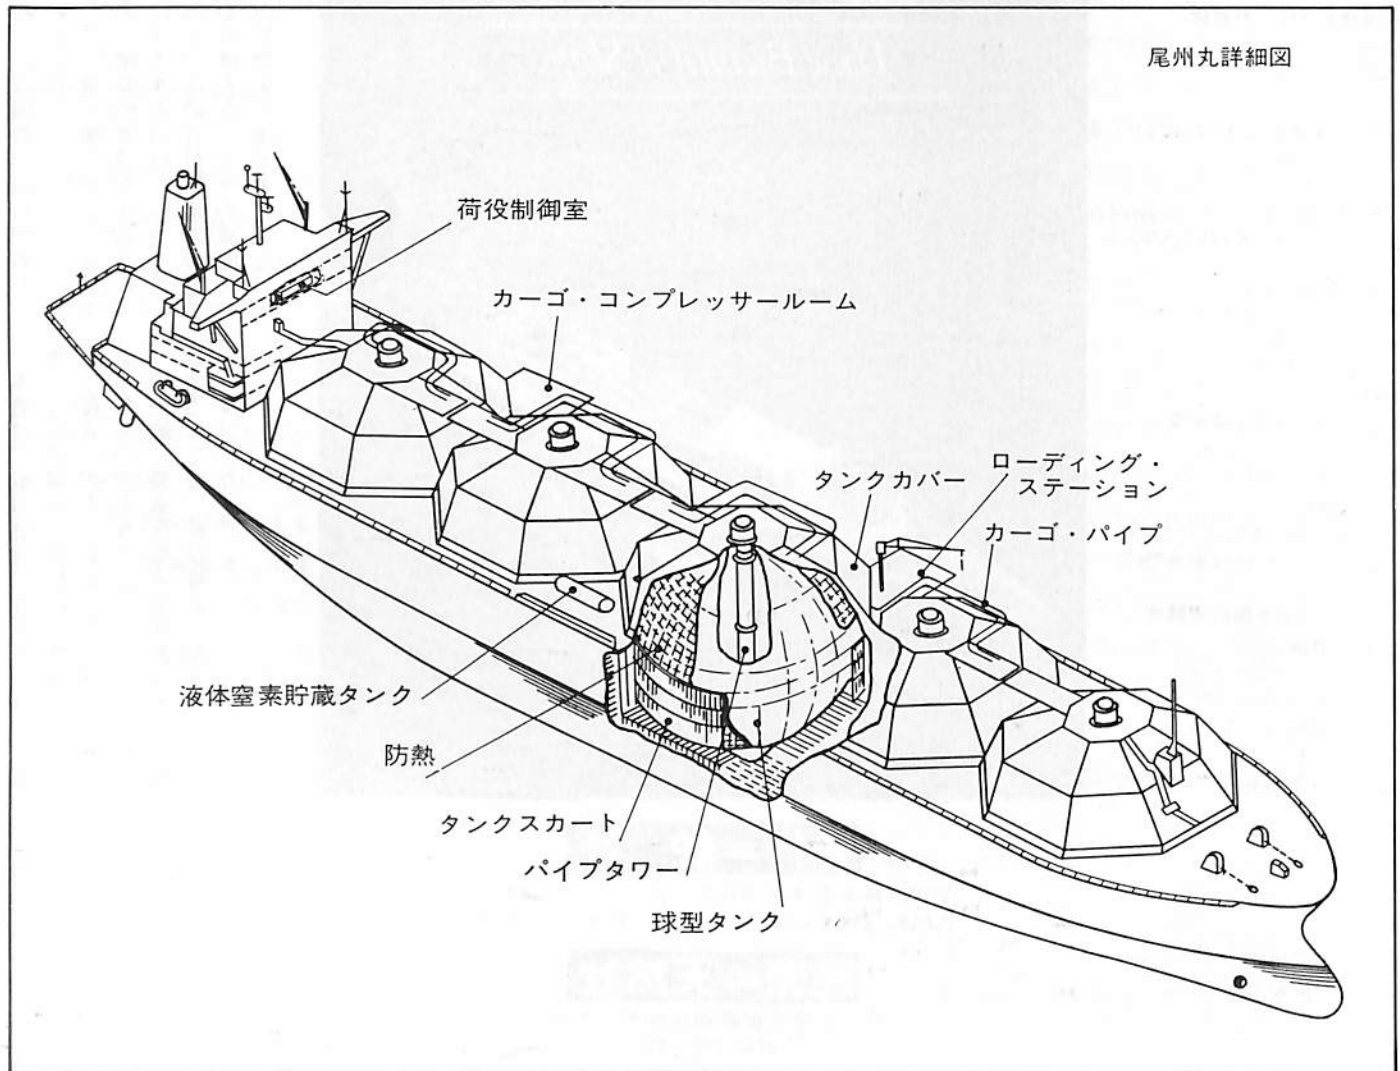 尾州丸詳細図
荷役制御室
カーゴ・コンプレッサールーム
タンクカバー
ローディング・
ステーション
カーゴ・パイプ
液体窒素貯蔵タンク
防熱
タンクスカート
パイプタワー
球型タンク